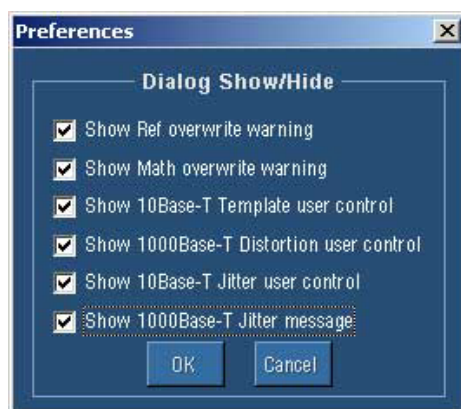 Preferences
Dialog Show/Hide
Show Ref overwrite warning
Show Math overwrite warning
Show 10Base-T Template user control
Show 1000Base-T Distortion user control
Show 10Base-T Jitter user control
Show 1000Base-T Jitter message
OK Cancel